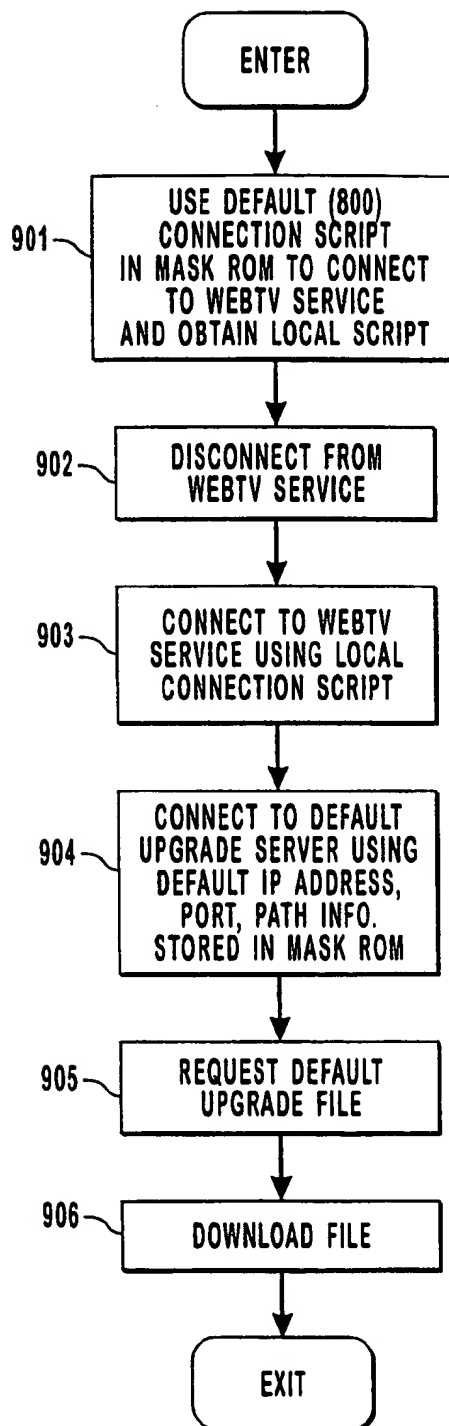 ENTER
901
USE DEFAULT (800)
CONNECTION SCRIPT
IN MASK ROM TO CONNECT
TO WEBTV SERVICE
AND OBTAIN LOCAL SCRIPT
902
DISCONNECT FROM
WEBTV SERVICE
903
CONNECT TO WEBTV
SERVICE USING LOCAL
CONNECTION SCRIPT
904
CONNECT TO DEFAULT
UPGRADE SERVER USING
DEFAULT IP ADDRESS,
PORT, PATH INFO.
STORED IN MASK ROM
905
REQUEST DEFAULT
UPGRADE FILE
906
DOWNLOAD FILE
EXIT